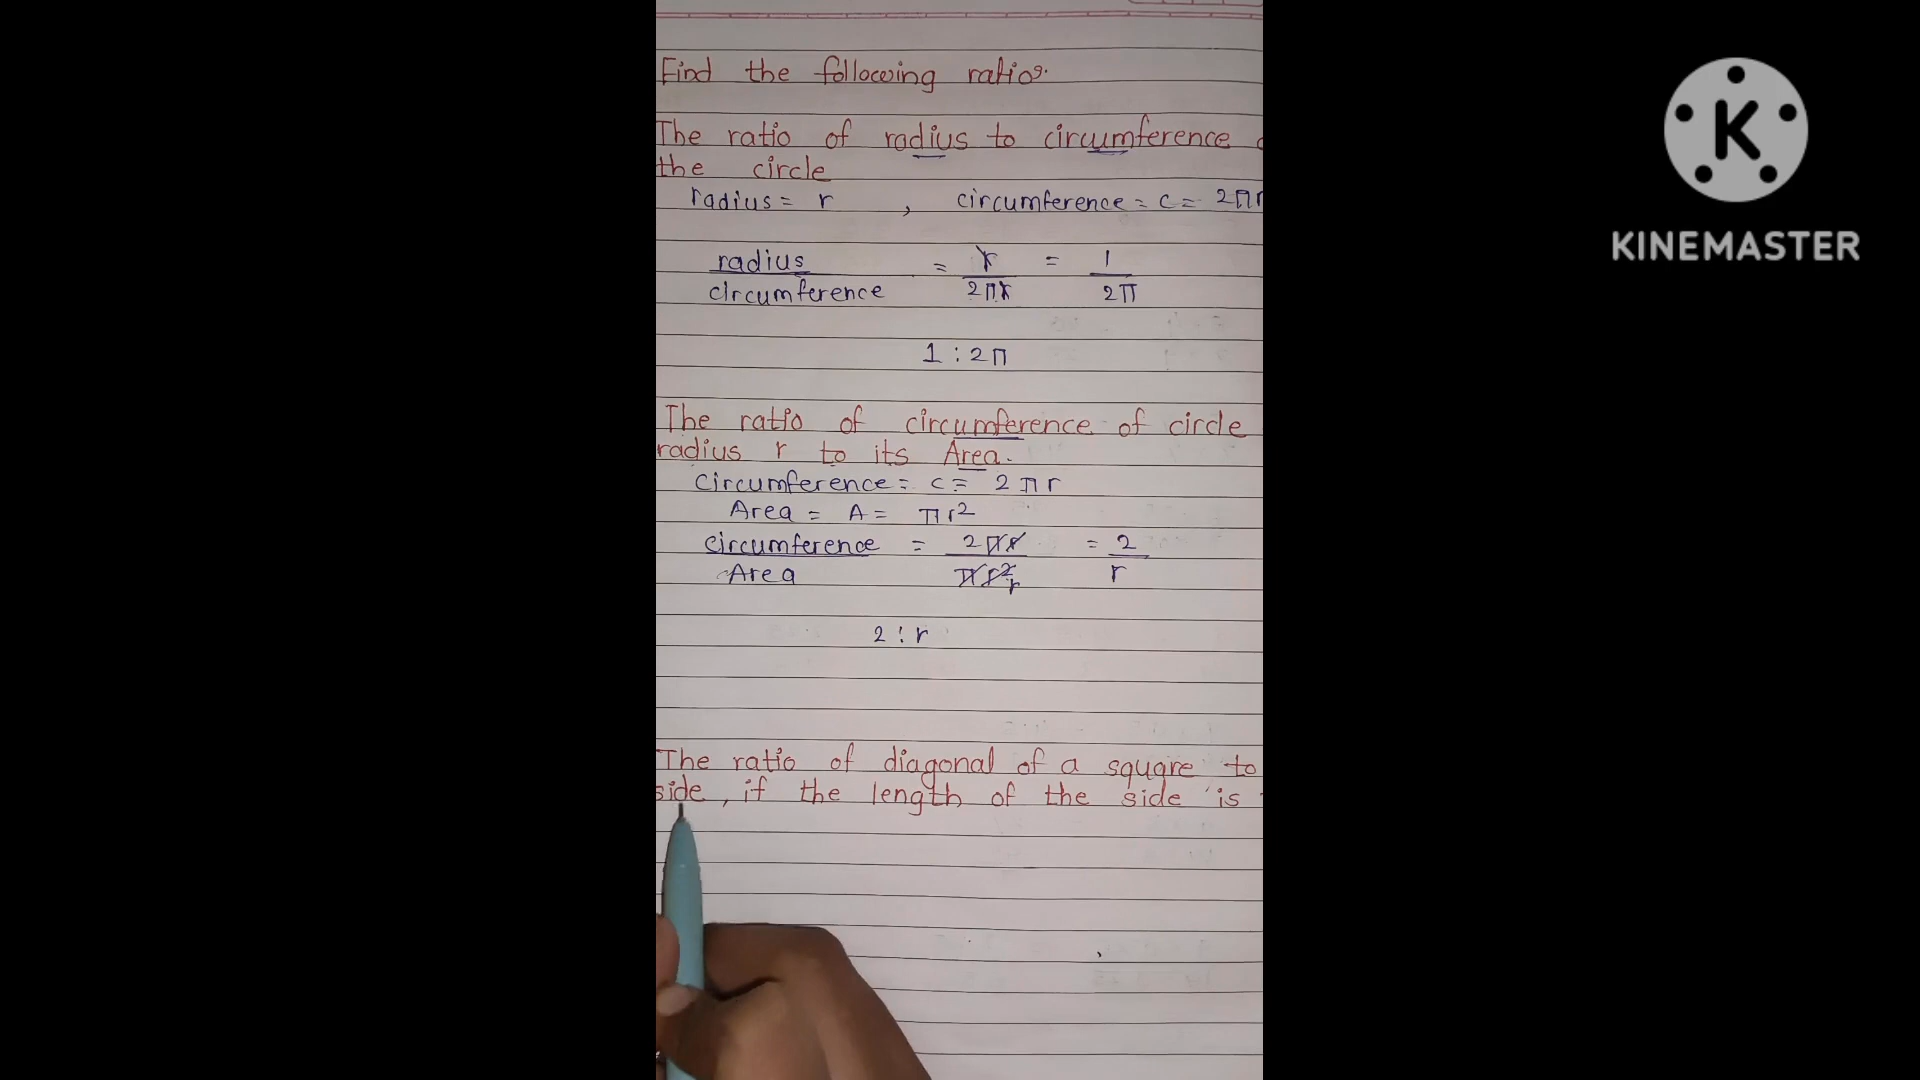 Find the following ratios.
The ratio of radius to circumference
the circle
radius = r , circumference = c = 2πr
radius = r = 1
circumference 2πr 2π
1 : 2π
The ratio of circumference of circle
radius r to its Area.
circumference = c = 2πr
Area = A = πr²
circumference = 2πr = 2
Area πr² r r
2 : r
The ratio of diagonal of a square to
side, if the length of the side is
K
KINEMASTER